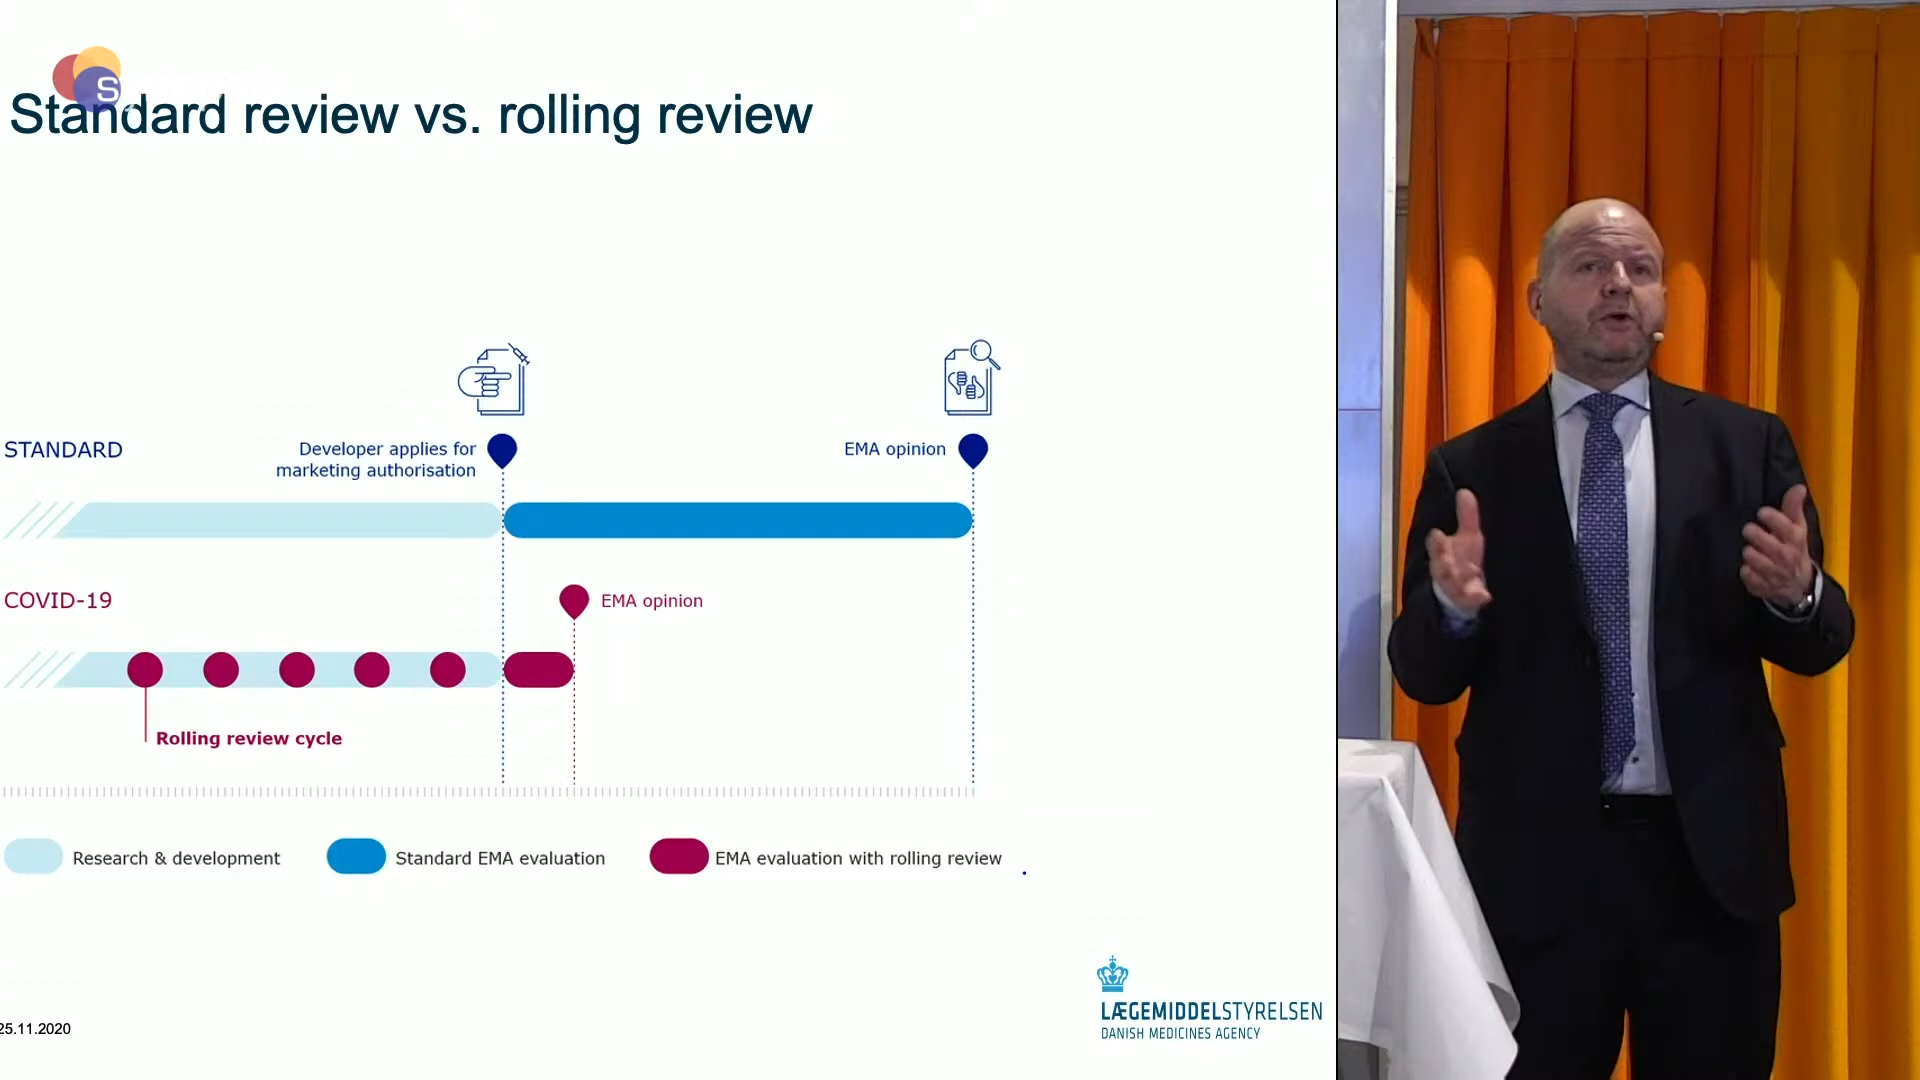 S
Standard review vs. rolling review
STANDARD
Developer applies for
marketing authorisation
EMA opinion
COVID-19
EMA opinion
Rolling review cycle
Research & development
Standard EMA evaluation
EMA evaluation with rolling review
LÆGEMIDDELSTYRELSEN
DANISH MEDICINES AGENCY
25.11.2020